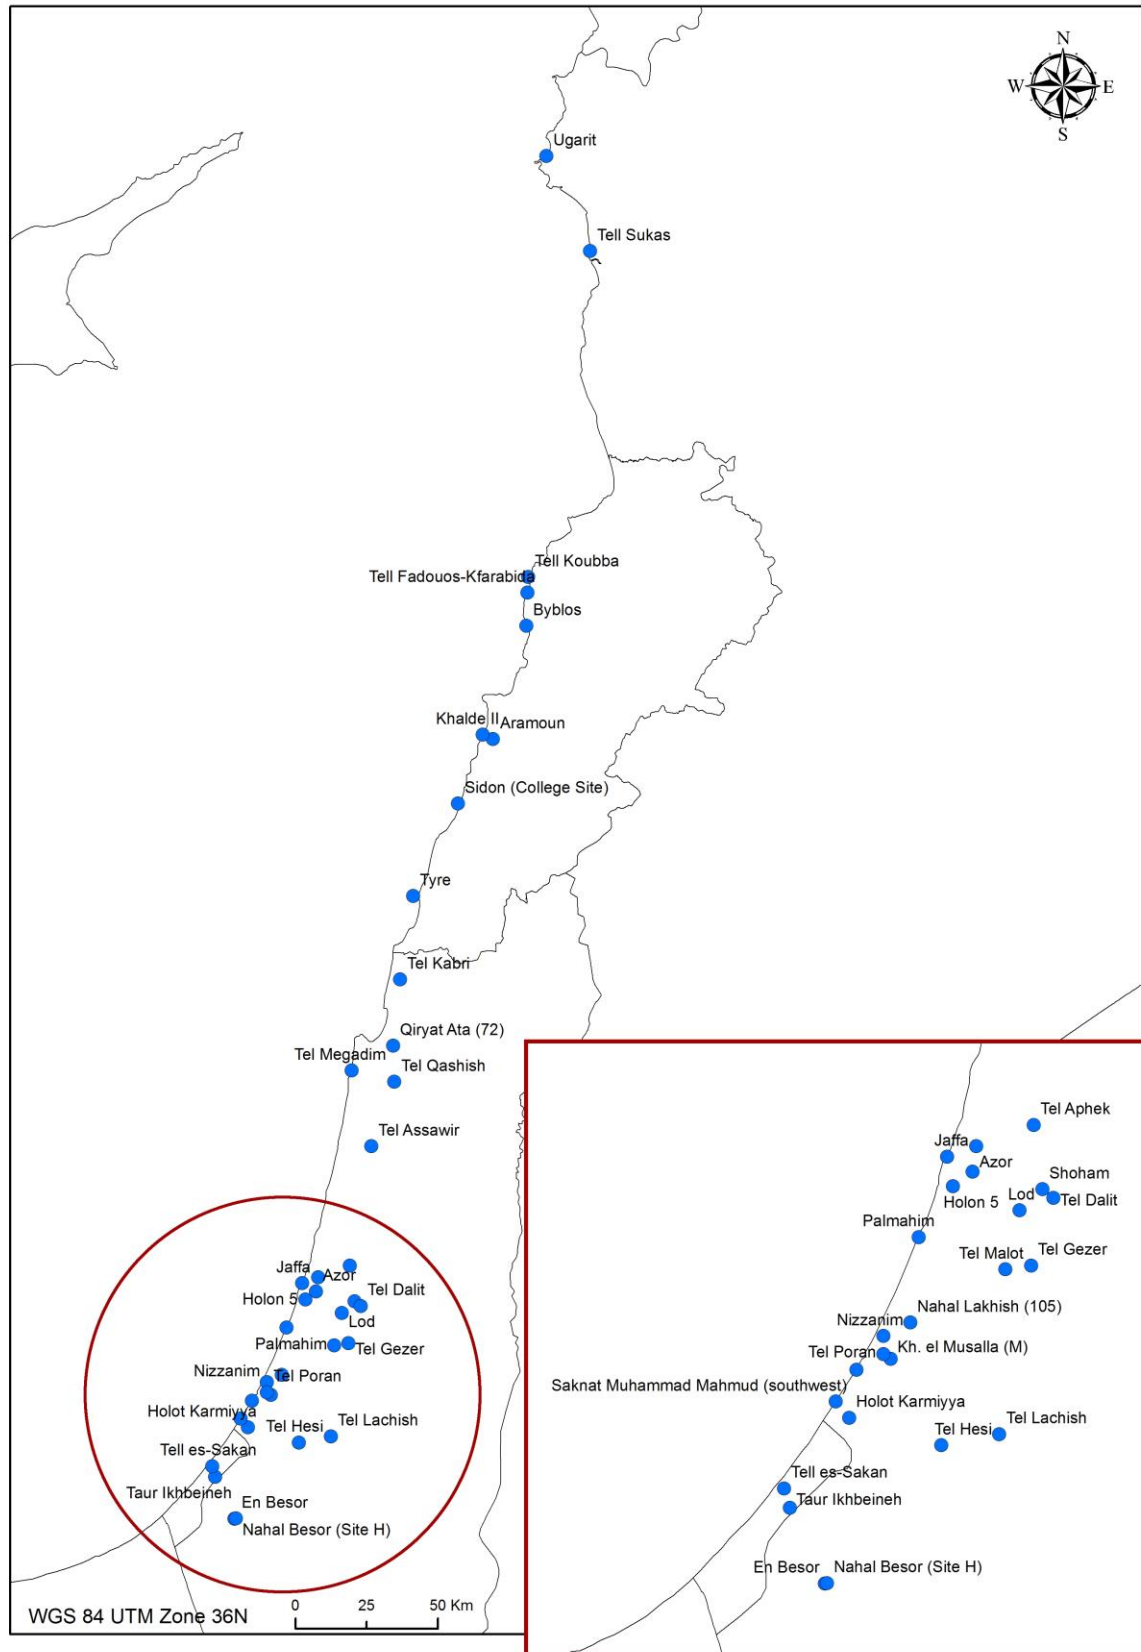 N
W
E
S
Ugarit
Tell Sukas
Tell Koubba
Tell Fadouos-Kfarabida
Byblos
Khalde II
Aramoun
Sidon (College Site)
Tyre
Tel Kabri
Qiryat Ata (72)
Tel Megadim
Tel Qashish
Tel Assawir
Jaffa
Azor
Holon 5
Tel Dalit
Lod
Palmahim
Tel Gezer
Nizzanim
Tel Poran
Holot Karmiyya
Tel Hesi
Tel Lachish
Tell es-Sakan
Taur Ikhbeineh
En Besor
Nahal Besor (Site H)
WGS 84 UTM Zone 36N
0 25 50 Km
Tel Aphek
Jaffa
Azor
Shoham
Holon 5
Lod
Tel Dalit
Palmahim
Tel Malot
Tel Gezer
Nahal Lakhish (105)
Nizzanim
Tel Poran
Kh. el Musalla (M)
Saknat Muhammad Mahmud (southwest)
Holot Karmiyya
Tel Hesi
Tel Lachish
Tell es-Sakan
Taur Ikhbeineh
En Besor
Nahal Besor (Site H)